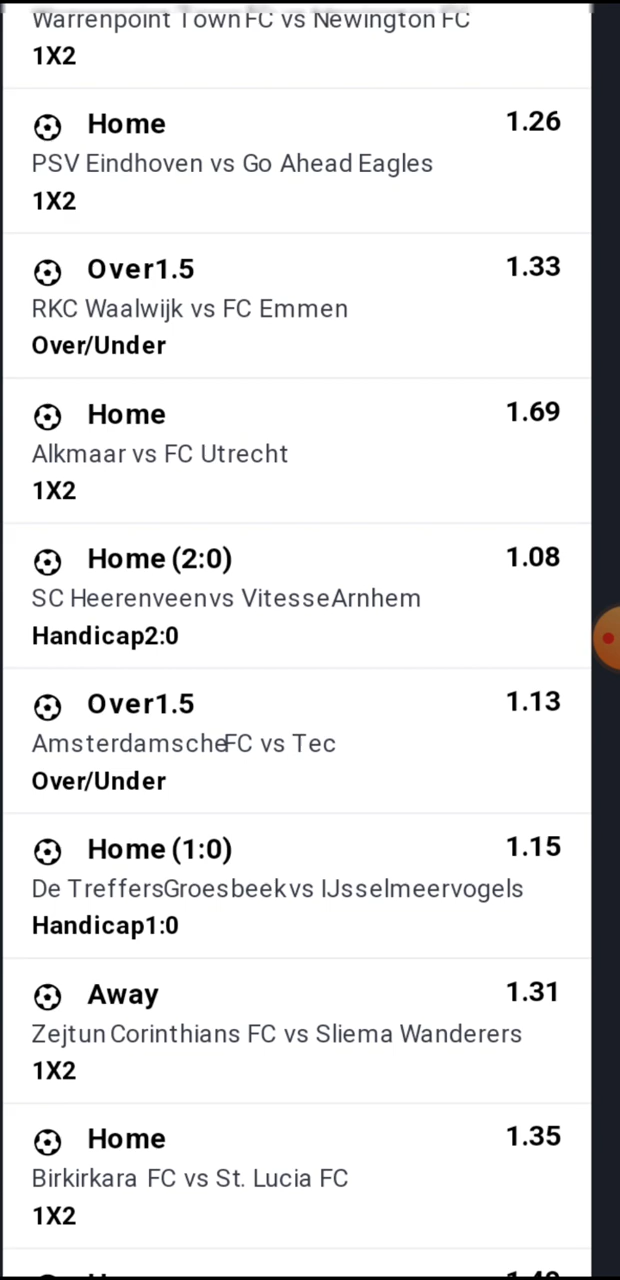 Warrenpoint Town FC vs Newington FC
1X2
Home 1.26
PSV Eindhoven vs Go Ahead Eagles
1X2
Over1.5 1.33
RKC Waalwijk vs FC Emmen
Over/Under
Home 1.69
Alkmaar vs FC Utrecht
1X2
Home (2:0) 1.08
SC Heerenveenvs VitesseArnhem
Handicap2:0
Over1.5 1.13
AmsterdamscheFC vs Tec
Over/Under
Home (1:0) 1.15
De TreffersGroesbeekvs IJsselmeervogels
Handicap1:0
Away 1.31
Zejtun Corinthians FC vs Sliema Wanderers
1X2
Home 1.35
Birkirkara FC vs St. Lucia FC
1X2